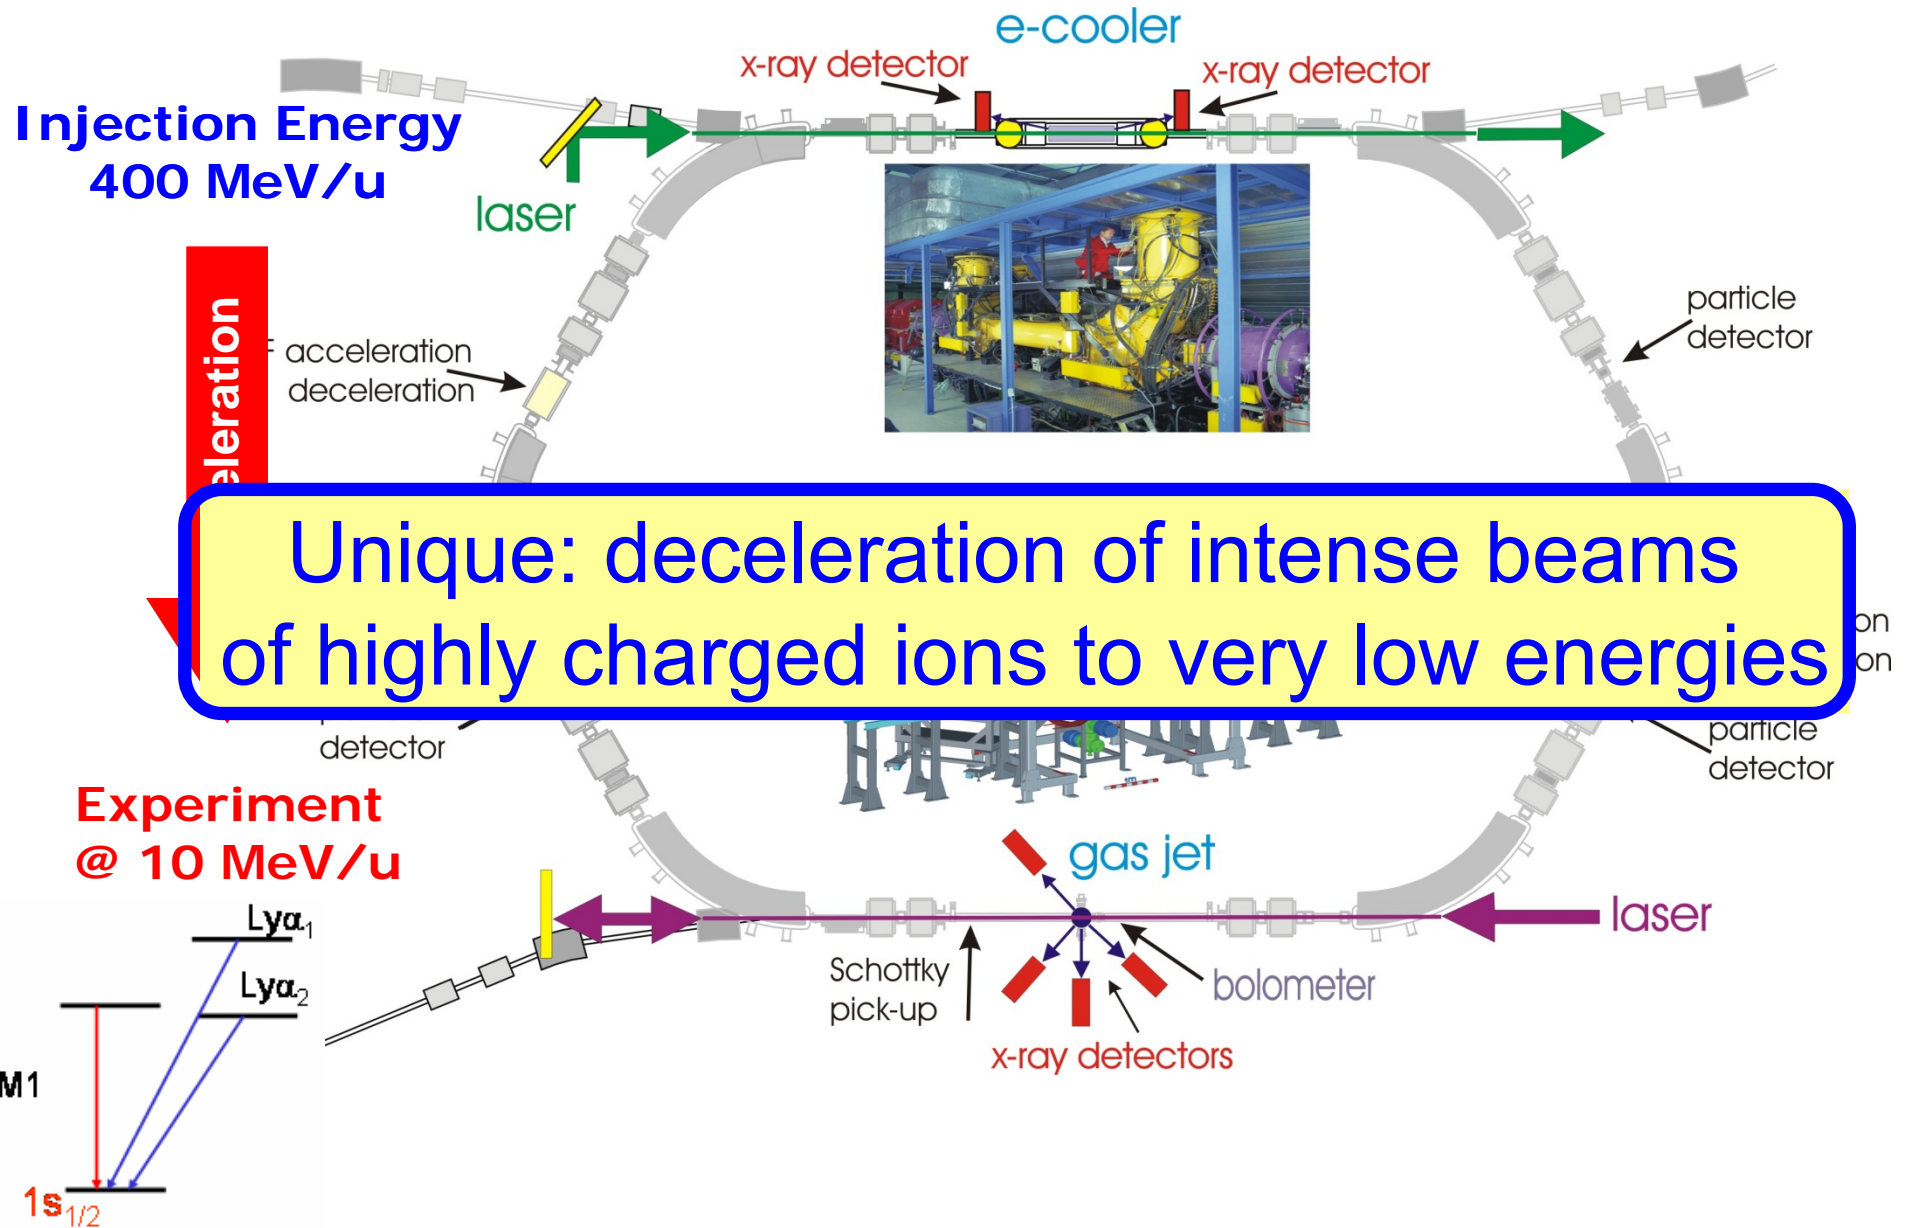 e-cooler
x-ray detector
x-ray detector
Injection Energy
400 MeV/u
laser
eleration
acceleration
deceleration
particle
detector
Unique: deceleration of intense beams
of highly charged ions to very low energies
on
on
detector
particle
detector
Experiment
@ 10 MeV/u
gas jet
laser
Schottky
pick-up
bolometer
x-ray detectors
Lyα₁
Lyα₂
M1
1s₁/₂